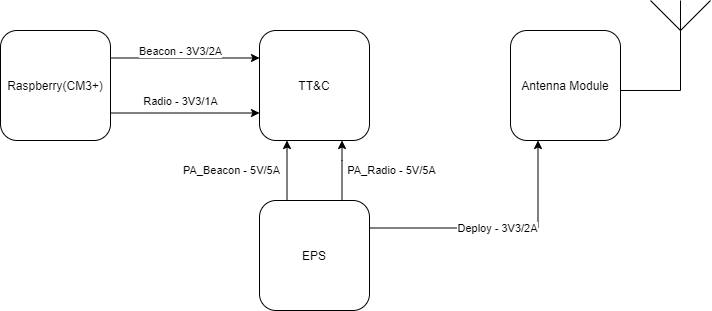 Beacon - 3V3/2A
Raspberry(CM3+)
TT&C
Antenna Module
Radio - 3V3/1A
PA_Beacon - 5V/5A
PA_Radio - 5V/5A
Deploy - 3V3/2A
EPS